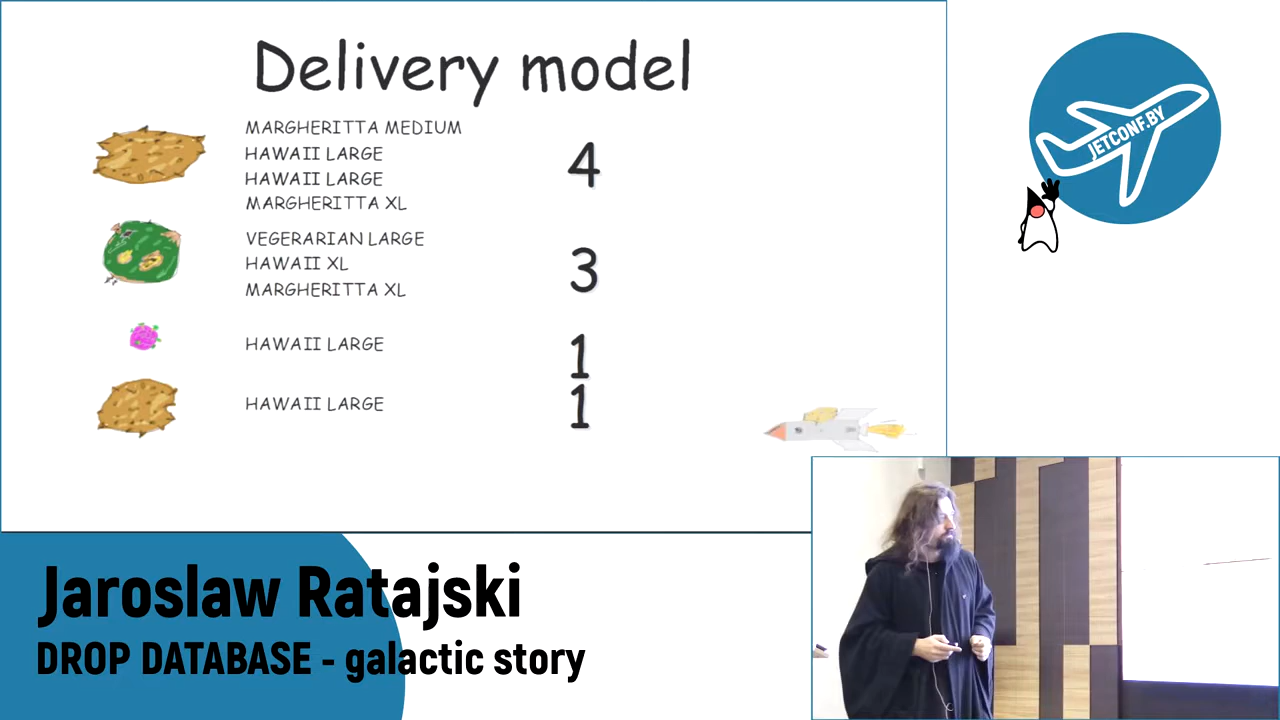 Delivery model
MARGHERITTA MEDIUM
HAWAII LARGE
HAWAII LARGE
MARGHERITTA XL
4
VEGERARIAN LARGE
HAWAII XL
MARGHERITTA XL
3
HAWAII LARGE
1
HAWAII LARGE
1
JETCONF.BY
Jaroslaw Ratajski
DROP DATABASE - galactic story